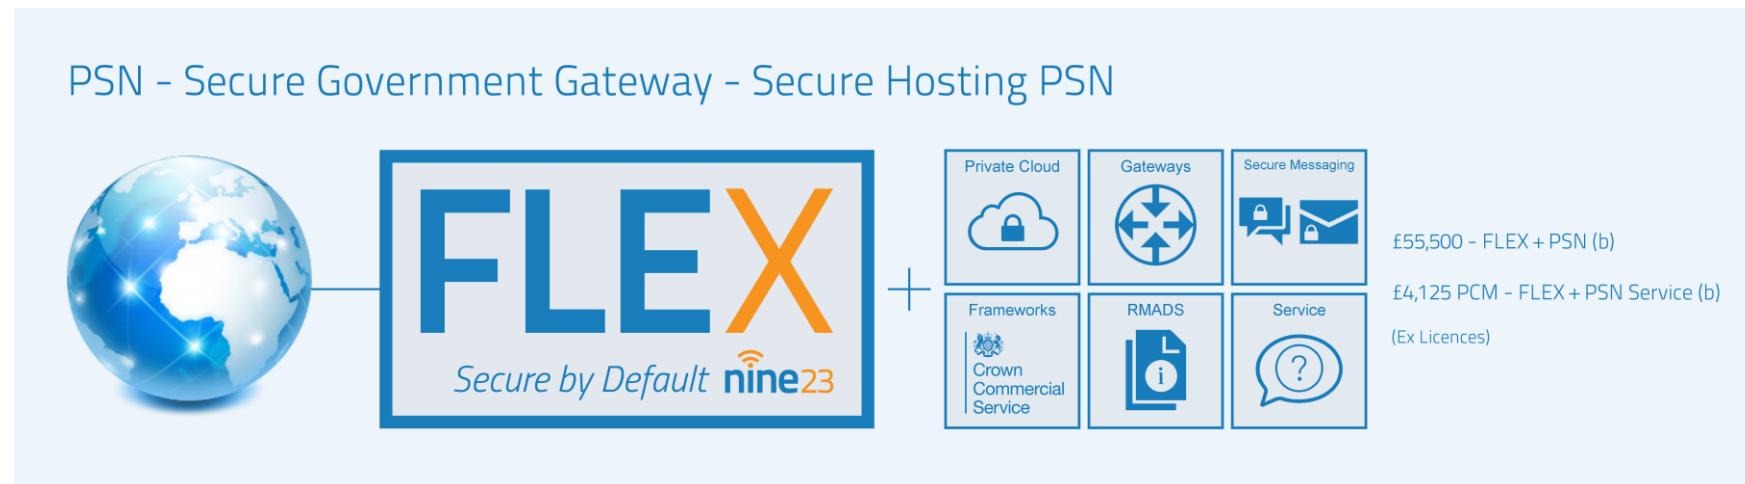 PSN - Secure Government Gateway - Secure Hosting PSN
FLEX
Secure by Default nine23
Private Cloud
Gateways
Secure Messaging
Frameworks
Crown
Commercial
Service
RMADS
i
Service
?
£55,500 - FLEX + PSN (b)
£4,125 PCM - FLEX + PSN Service (b)
(Ex Licences)